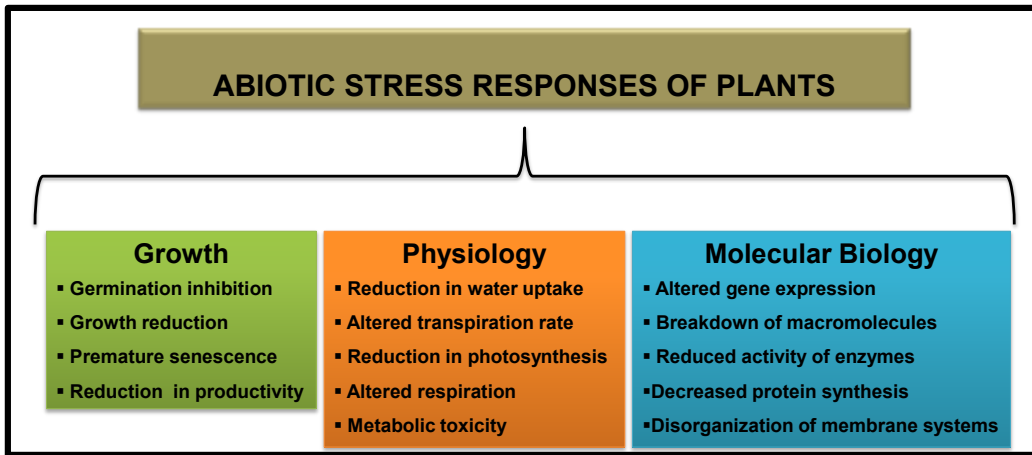 ABIOTIC STRESS RESPONSES OF PLANTS
Growth
▪ Germination inhibition
▪ Growth reduction
▪ Premature senescence
▪ Reduction in productivity
Physiology
▪ Reduction in water uptake
▪ Altered transpiration rate
▪ Reduction in photosynthesis
▪ Altered respiration
▪ Metabolic toxicity
Molecular Biology
▪ Altered gene expression
▪ Breakdown of macromolecules
▪ Reduced activity of enzymes
▪Decreased protein synthesis
▪Disorganization of membrane systems